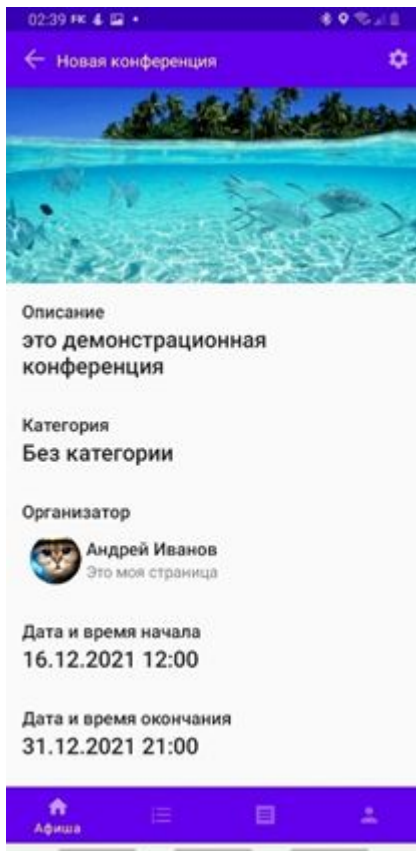 02:39 FK
Новая конференция
Описание
это демонстрационная
конференция
Категория
Без категории
Организатор
Андрей Иванов
Это моя страница
Дата и время начала
16.12.2021 12:00
Дата и время окончания
31.12.2021 21:00
Афиша